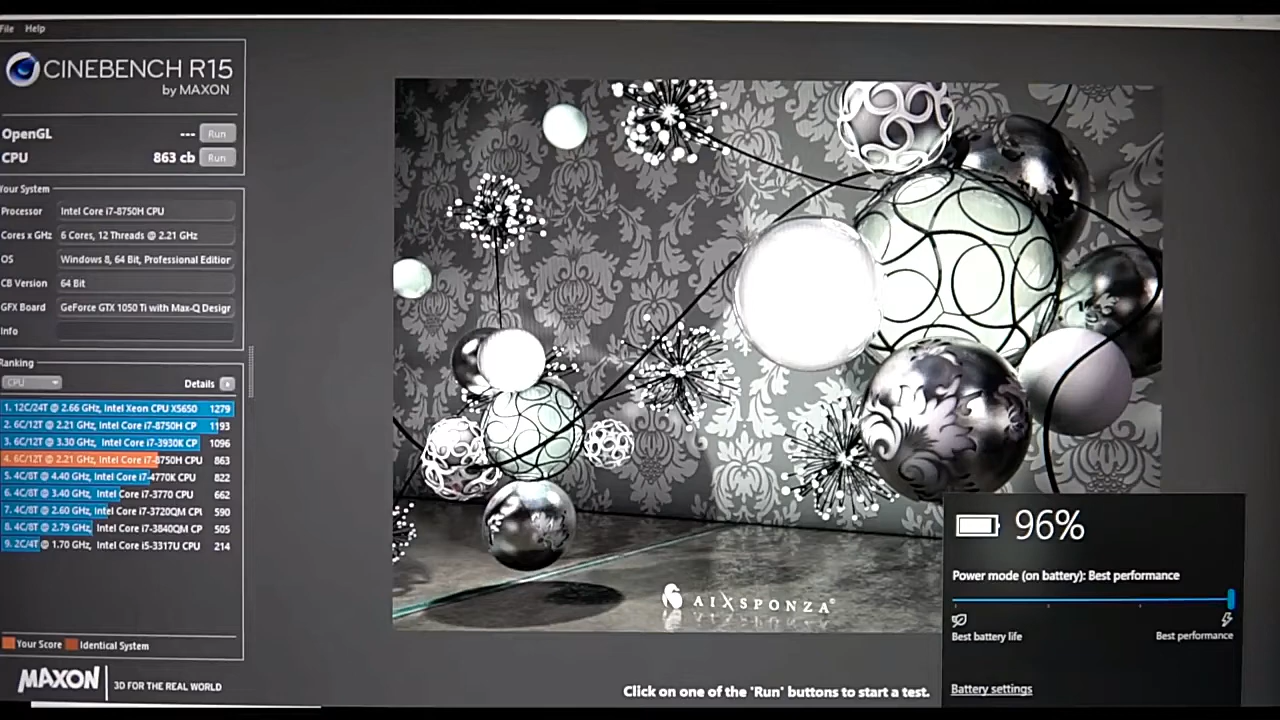 File Help
CINEBENCH R15
by MAXON
OpenGL --- Run
CPU 863 cb Run
Your System
Processor Intel Core i7-8750H CPU
Cores x GHz 6 Cores, 12 Threads @ 2.21 GHz
OS Windows 8, 64 Bit, Professional Edition
CB Version 64 Bit
GFX Board GeForce GTX 1050 Ti with Max-Q Design
Info
Ranking
CPU Details
1. 12C/24T @ 2.66 GHz, Intel Xeon CPU X5650 1279
2. 6C/12T @ 2.21 GHz, Intel Core i7-8750H CP 1193
3. 6C/12T @ 3.30 GHz, Intel Core i7-3930K CPU 1096
4. 6C/12T @ 2.21 GHz, Intel Core i7-8750H CPU 863
5. 4C/8T @ 4.40 GHz, Intel Core i7-4770K CPU 822
6. 4C/8T @ 3.40 GHz, Intel Core i7-3770 CPU 662
7. 4C/8T @ 2.60 GHz, Intel Core i7-3720QM CPU 590
8. 4C/8T @ 2.79 GHz, Intel Core i7-3840QM CP 505
9. 2C/4T @ 1.70 GHz, Intel Core i5-3317U CPU 214
Your Score Identical System
MAXON 3D FOR THE REAL WORLD
AIXSPONZA©
Click on one of the 'Run' buttons to start a test.
96%
Power mode (on battery): Best performance
Best battery life Best performance
Battery settings